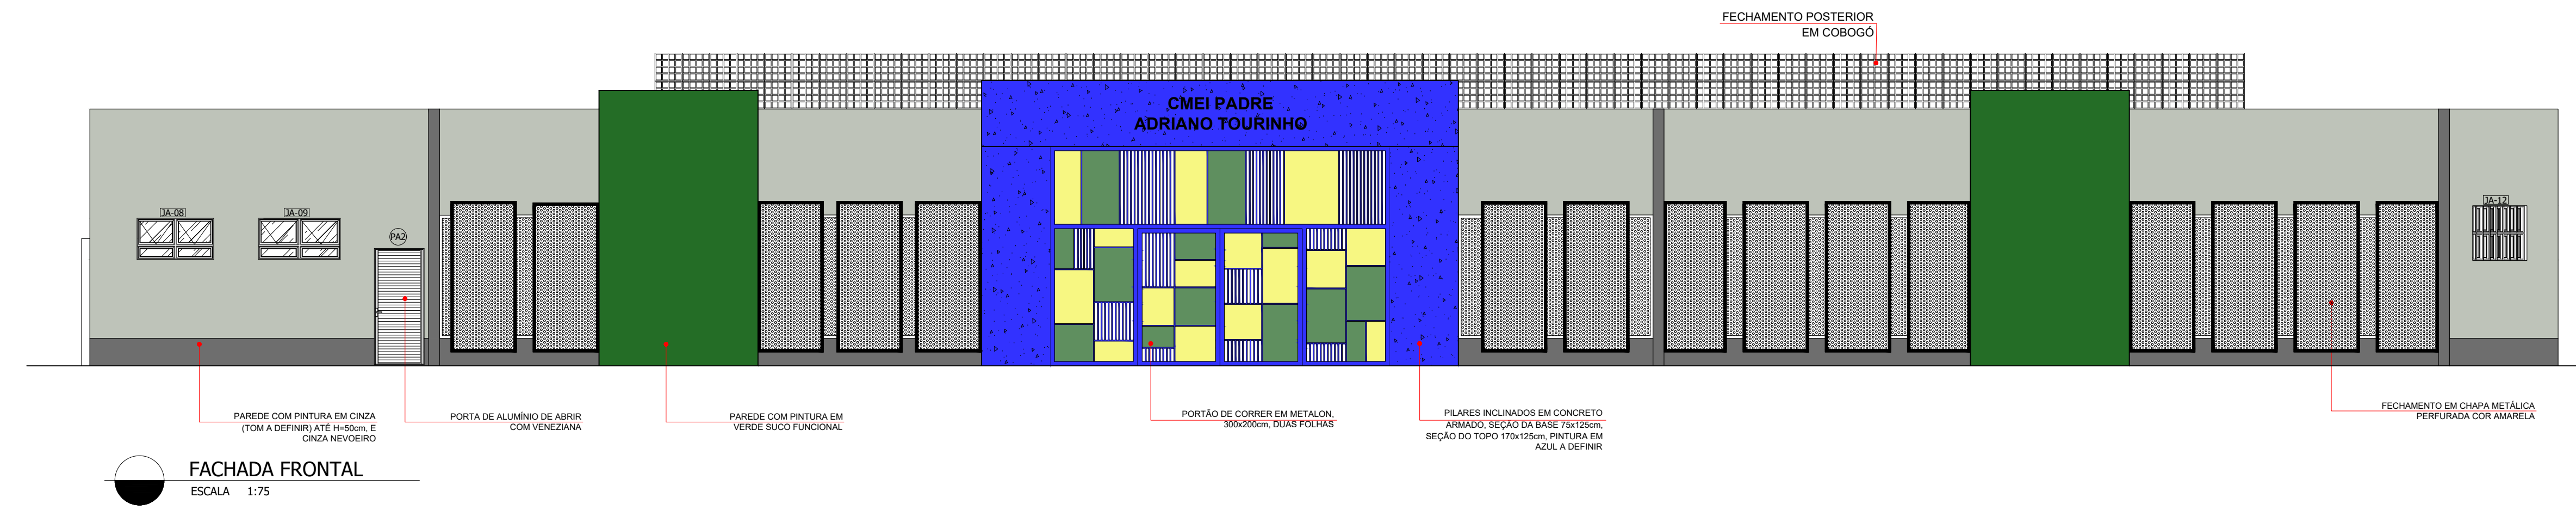 FECHAMENTO POSTERIOR
EM COBOGÓ
CMEI PADRE
ADRIANO TOURINHO
JA-08
JA-09
PA2
JA-12
PAREDE COM PINTURA EM CINZA
(TOM A DEFINIR) ATÉ H=50cm, E
CINZA NEVOEIRO
PORTA DE ALUMÍNIO DE ABRIR
COM VENEZIANA
PAREDE COM PINTURA EM
VERDE SUCO FUNCIONAL
PORTÃO DE CORRER EM METALON,
300x200cm, DUAS FOLHAS
PILARES INCLINADOS EM CONCRETO
ARMADO, SEÇÃO DA BASE 75x125cm,
SEÇÃO DO TOPO 170x125cm, PINTURA EM
AZUL A DEFINIR
FECHAMENTO EM CHAPA METÁLICA
PERFURADA COR AMARELA
FACHADA FRONTAL
ESCALA 1:75